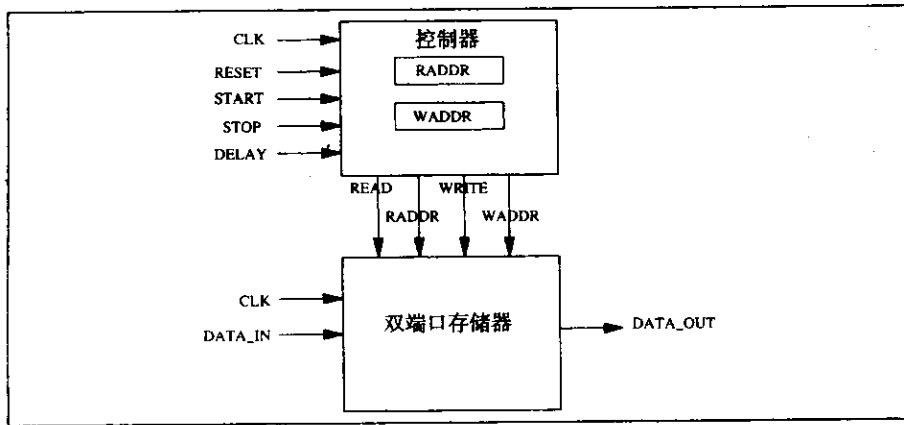 CLK
控制器
RESET
RADDR
START
WADDR
STOP
DELAY
READ
WRITE
RADDR
WADDR
CLK
双端口存储器
DATA_IN
DATA_OUT